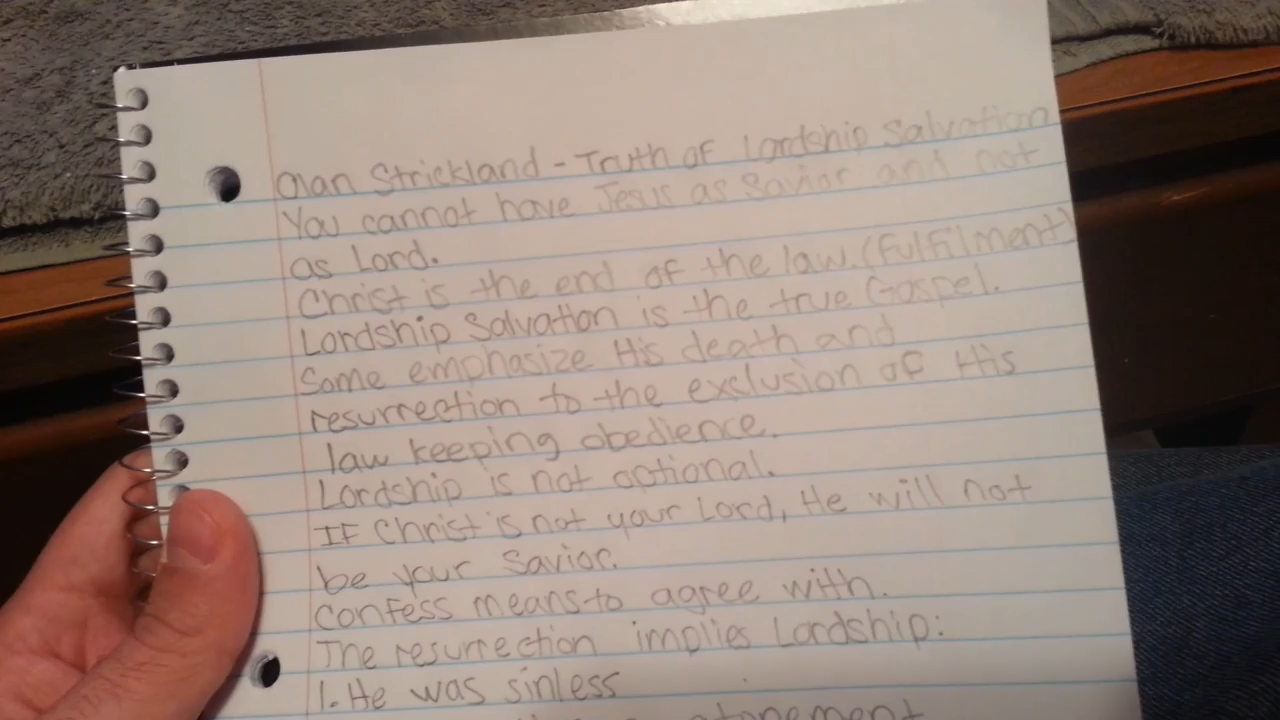 Alan Strickland - Truth of Lordship Salvation
You cannot have Jesus as Savior and not
as Lord.
Christ is the end of the law. (Fulfilment)
Lordship Salvation is the true Gospel.
Some emphasize His death and
resurrection to the exclusion of His
law keeping obedience.
Lordship is not optional.
If Christ is not your Lord, He will not
be your Savior.
Confess means to agree with.
The resurrection implies Lordship:
1. He was sinless
atonement